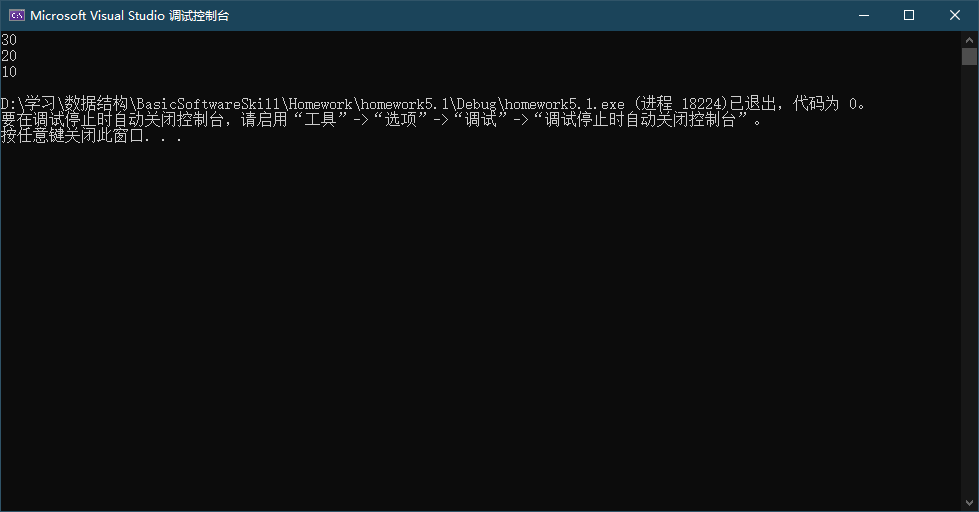 Microsoft Visual Studio 调试控制台
30
20
10
D:\学习\数据结构\BasicSoftwareSkill\Homework\homework5.1\Debug\homework5.1.exe (进程 18224)已退出，代码为 0。
要在调试停止时自动关闭控制台，请启用“工具”->“选项”->“调试”->“调试停止时自动关闭控制台”。
按任意键关闭此窗口. . .